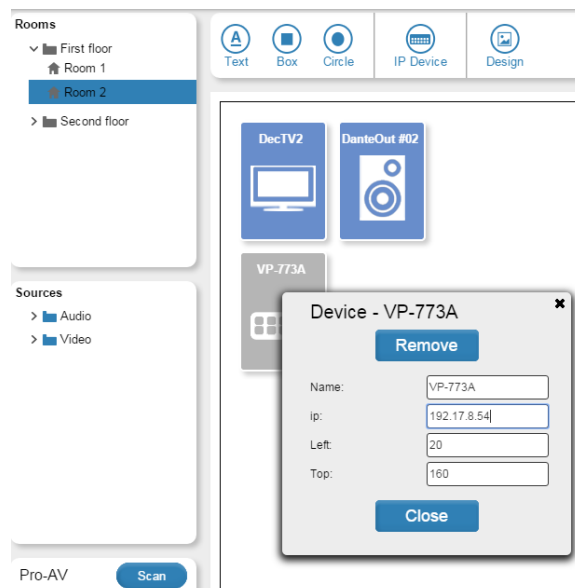 Rooms
First floor
Room 1
Room 2
Second floor
Text Box Circle IP Device Design
DecTV2 DanteOut #02
VP-773A
Sources
Audio
Video
Device - VP-773A
Remove
Name: VP-773A
ip: 192.17.8.54
Left: 20
Top: 160
Close
Pro-AV Scan